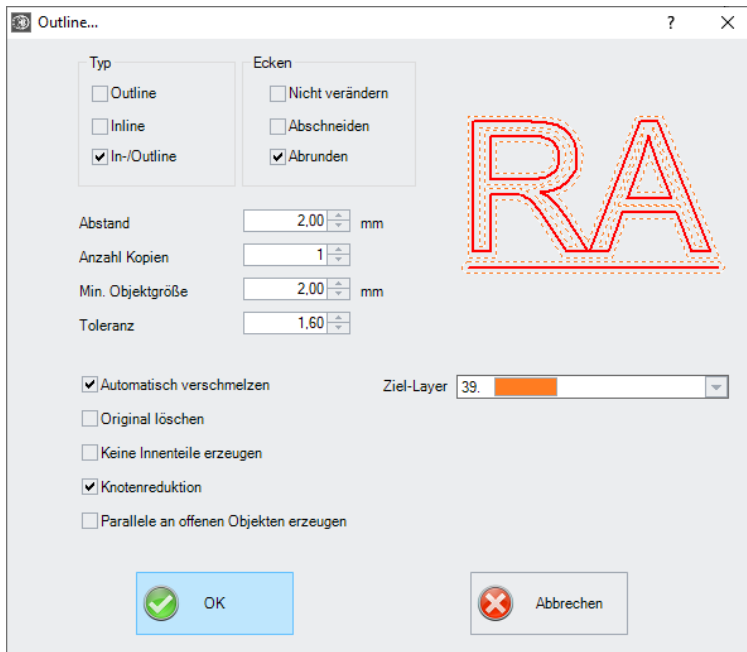 Outline... ?
Typ
Outline
Inline
In-/Outline
Ecken
Nicht verändern
Abschneiden
Abrunden
RA
Abstand 2,00 mm
Anzahl Kopien 1
Min. Objektgröße 2,00 mm
Toleranz 1,60
Automatisch verschmelzen
Original löschen
Keine Innenteile erzeugen
Knotenreduktion
Parallele an offenen Objekten erzeugen
Ziel-Layer 39.
OK
Abbrechen